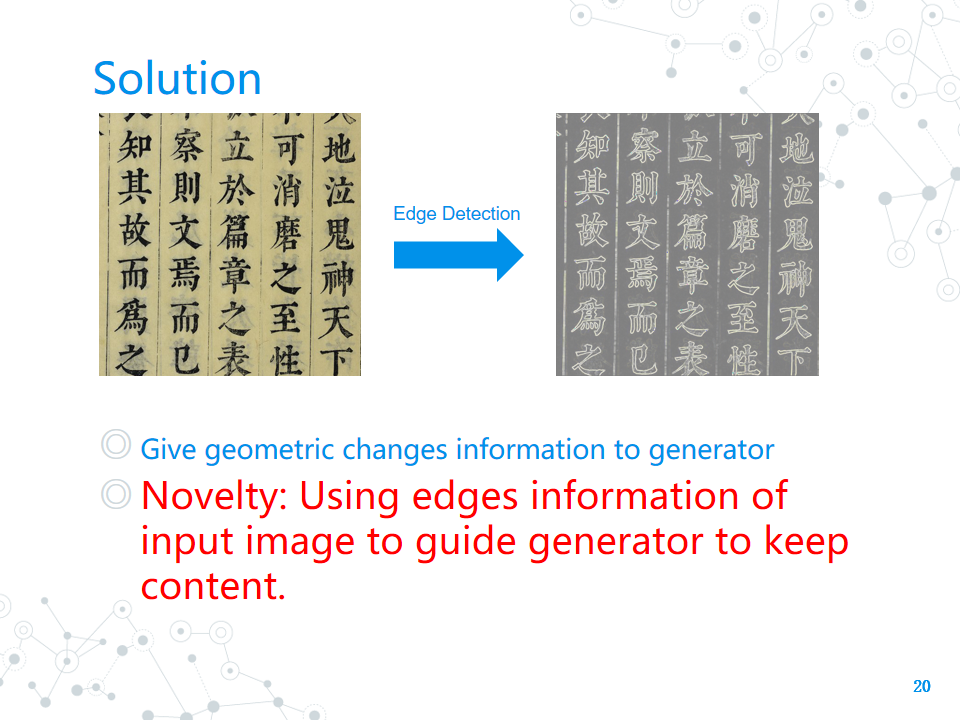 Solution
地泣鬼神天下
可消磨之至性
立於篇章之表
察則文焉而已
知其故而爲之
Edge Detection
地泣鬼神天下
可消磨之至性
立於篇章之表
察則文焉而已
知其故而爲之
Give geometric changes information to generator
Novelty: Using edges information of
input image to guide generator to keep
content.
20